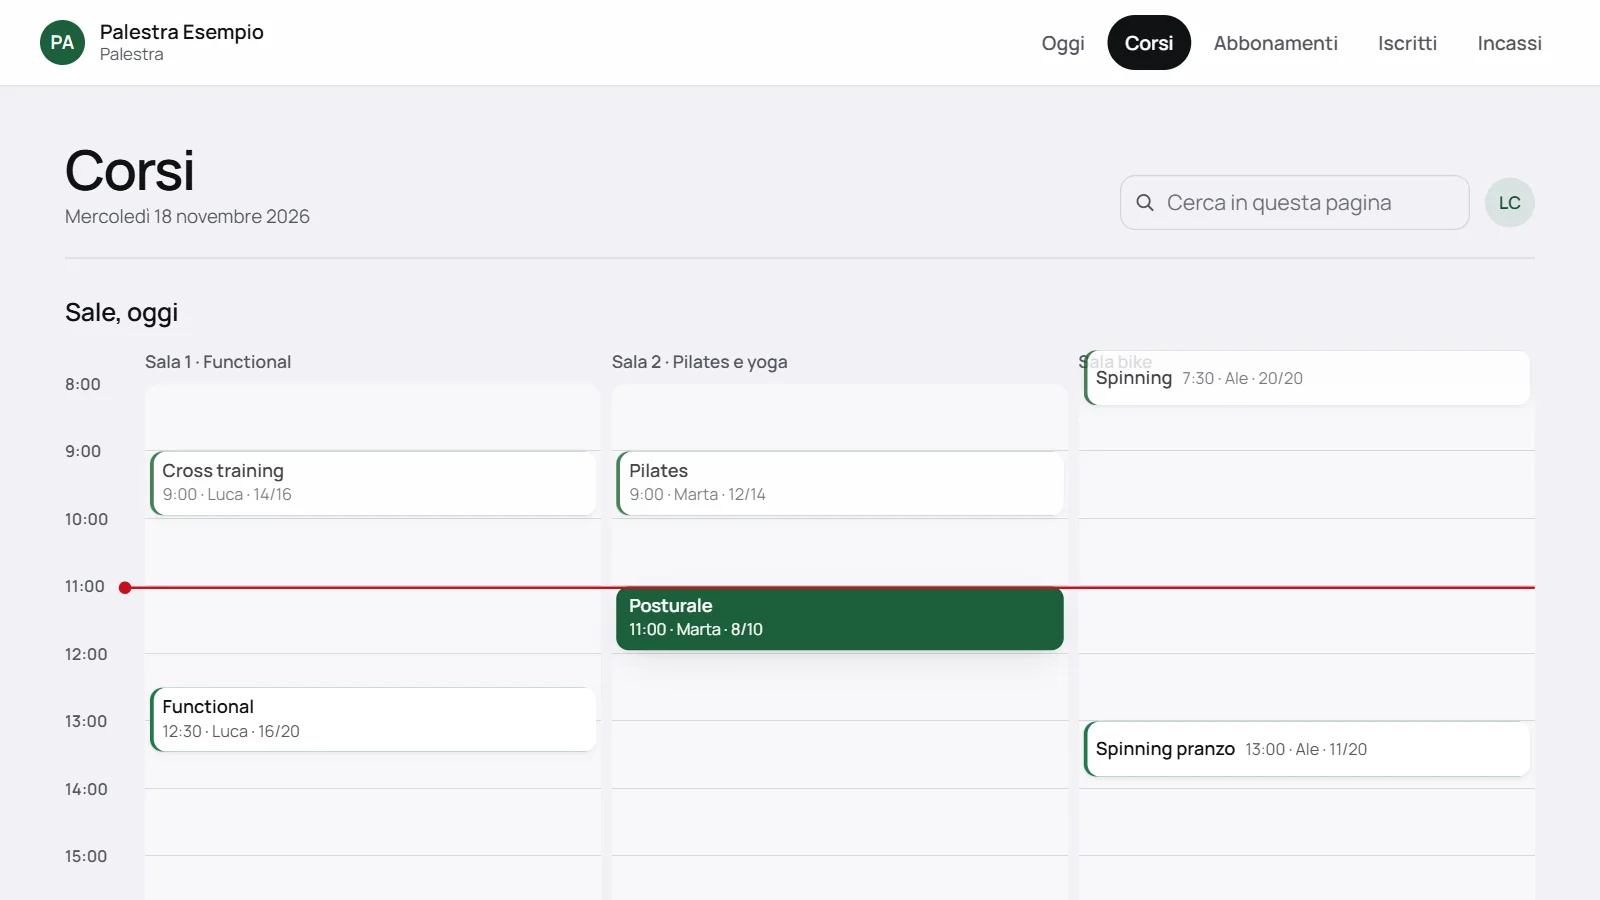 PA
Palestra Esempio
Palestra
Oggi
Corsi
Abbonamenti
Iscritti
Incassi
Corsi
Mercoledì 18 novembre 2026
Cerca in questa pagina
LC
Sale, oggi
Sala 1 · Functional
Sala 2 · Pilates e yoga
Sala bike
8:00
Spinning 7:30 · Ale · 20/20
9:00
Cross training
9:00 · Luca · 14/16
Pilates
9:00 · Marta · 12/14
10:00
11:00
Posturale
11:00 · Marta · 8/10
12:00
Functional
12:30 · Luca · 16/20
13:00
Spinning pranzo 13:00 · Ale · 11/20
14:00
15:00